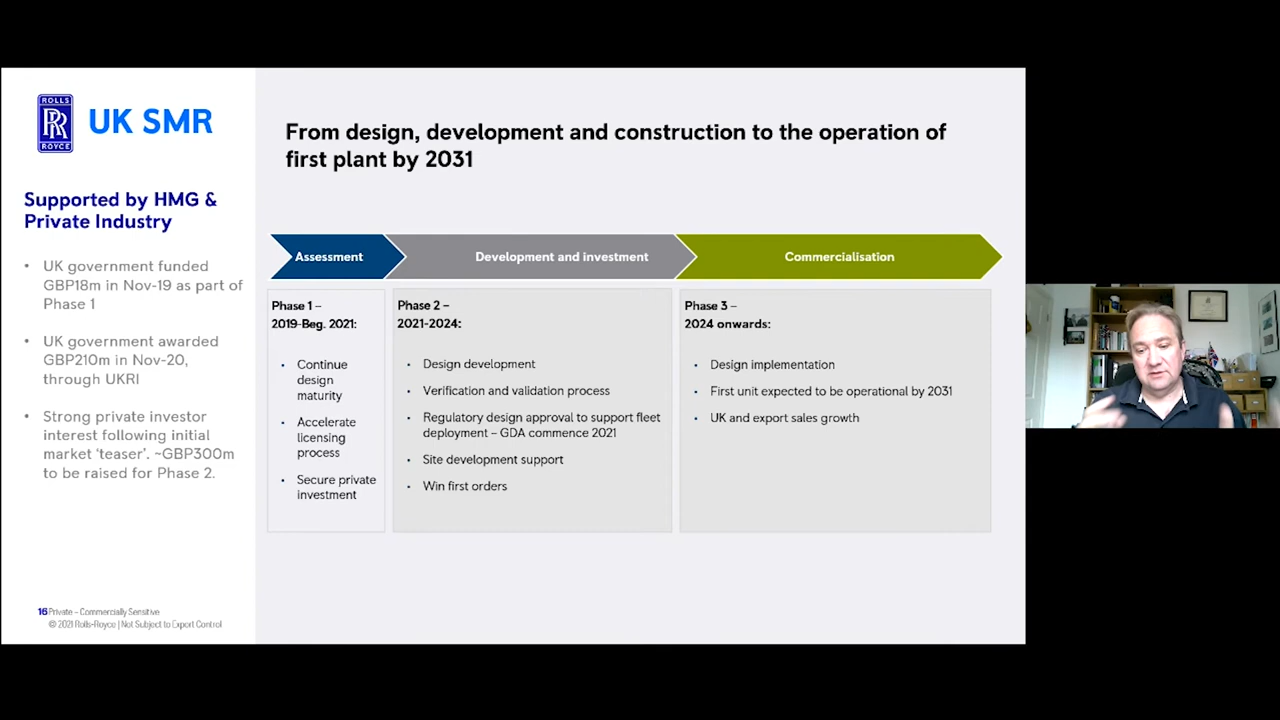 ROLLS
RR
ROYCE
UK SMR
Supported by HMG &
Private Industry
• UK government funded
GBP18m in Nov-19 as part of
Phase 1
• UK government awarded
GBP210m in Nov-20,
through UKRI
• Strong private investor
interest following initial
market ‘teaser’. ~GBP300m
to be raised for Phase 2.
16 Private – Commercially Sensitive
© 2021 Rolls-Royce | Not Subject to Export Control
From design, development and construction to the operation of
first plant by 2031
Assessment
Development and investment
Commercialisation
Phase 1 –
2019-Beg. 2021:
• Continue
design
maturity
• Accelerate
licensing
process
• Secure private
investment
Phase 2 –
2021-2024:
• Design development
• Verification and validation process
• Regulatory design approval to support fleet
deployment – GDA commence 2021
• Site development support
• Win first orders
Phase 3 –
2024 onwards:
• Design implementation
• First unit expected to be operational by 2031
• UK and export sales growth